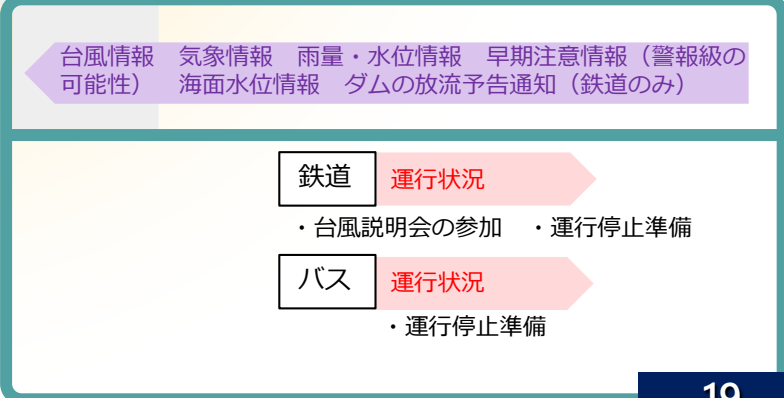 台風情報　気象情報　雨量・水位情報　早期注意情報（警報級の
可能性）　海面水位情報　ダムの放流予告通知（鉄道のみ）
鉄道　運行状況
・台風説明会の参加　・運行停止準備
バス　運行状況
・運行停止準備
19